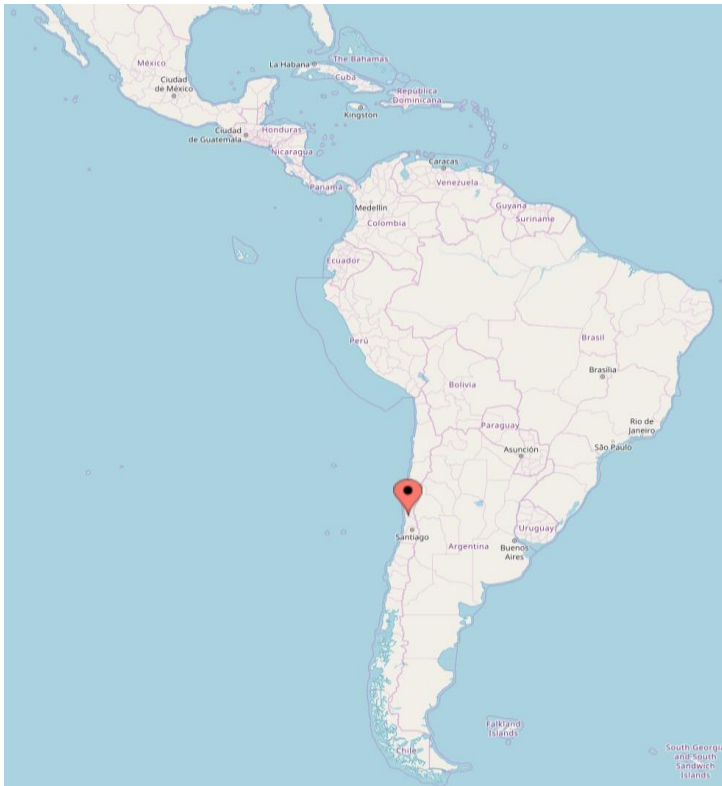 México
Ciudad
de México
La Habana
The Bahamas
Cuba
República
Dominicana
Kingston
Ciudad
de Guatemala
Honduras
Nicaragua
Panamá
Caracas
Venezuela
Medellín
Colombia
Guyana
Suriname
Ecuador
Perú
Brasil
Brasília
Bolivia
Paraguay
Rio de
Janeiro
São Paulo
Asunción
Uruguay
Santiago
Argentina
Buenos
Aires
Falkland
Islands
Chile
South Georgia
and South
Sandwich
Islands